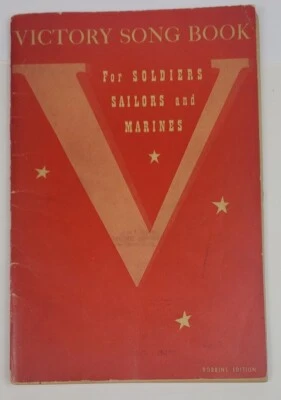 VICTORY SONG BOOK
For SOLDIERS
SAILORS and
MARINES
V
ROBBINS EDITION